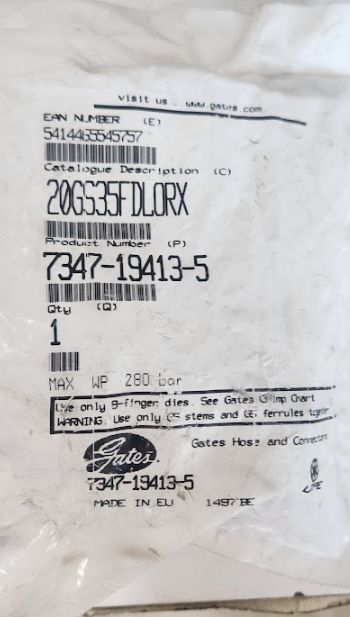 visit us . www.gates.com
EAN NUMBER (E)
5414465545757
Catalogue Description (C)
20GS35FDLORX
Product Number (P)
7347-19413-5
Qty (Q)
1
MAX WP 280 bar
Use only 8-finger dies. See Gates Crimp Chart
WARNING. Use only GS stems and GS ferrules together
Gates
Gates Hose and Connectors
7347-19413-5
MADE IN EU 1497BE